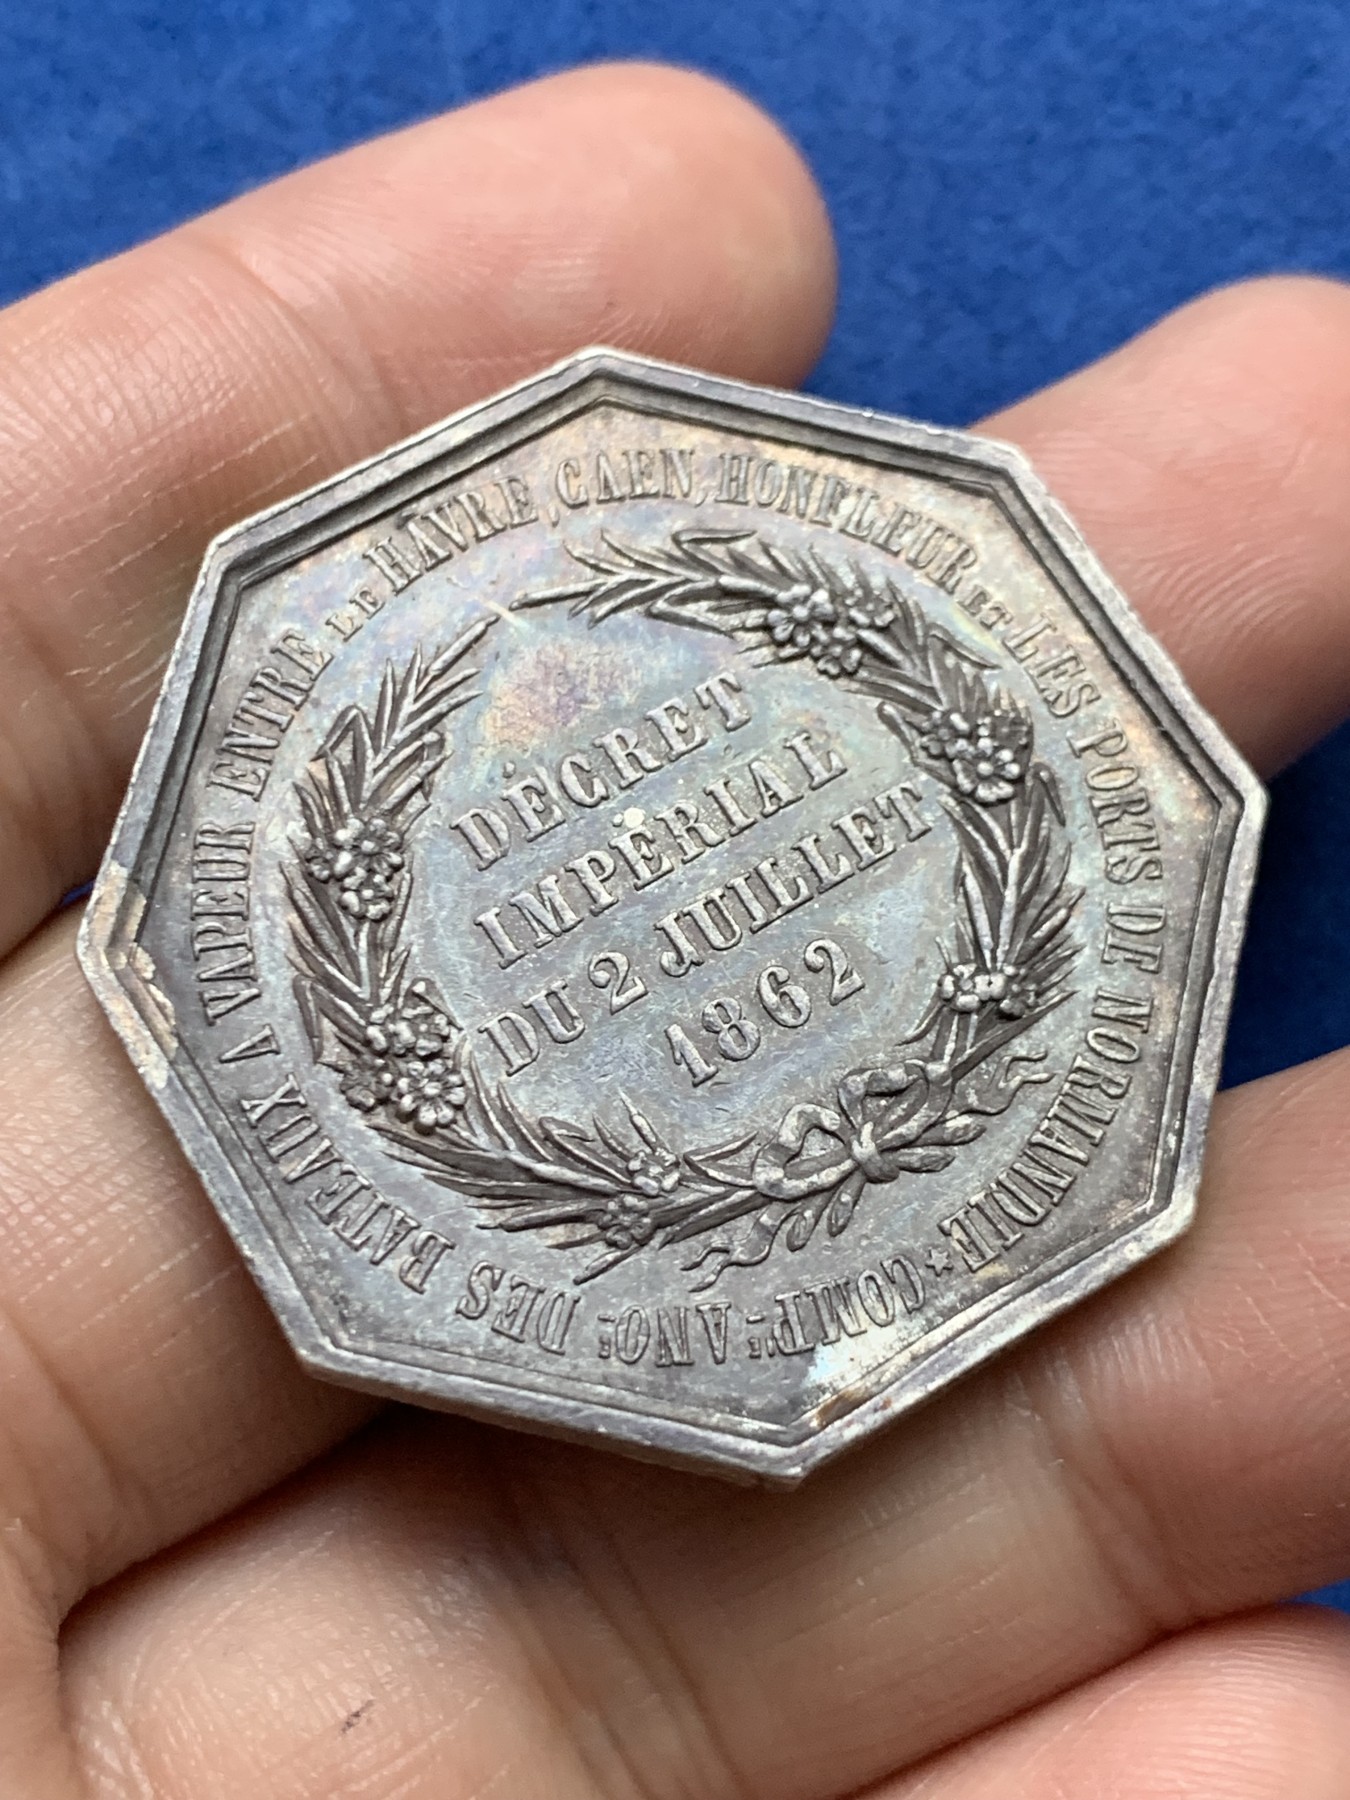 COMP.IE ANO.E DES BATEAUX A VAPEUR ENTRE LE HAVRE, CAEN, HONFLEUR ET LES PORTS DE NORMANDIE *
DÉCRET
IMPÉRIAL
DU 2 JUILLET
1862